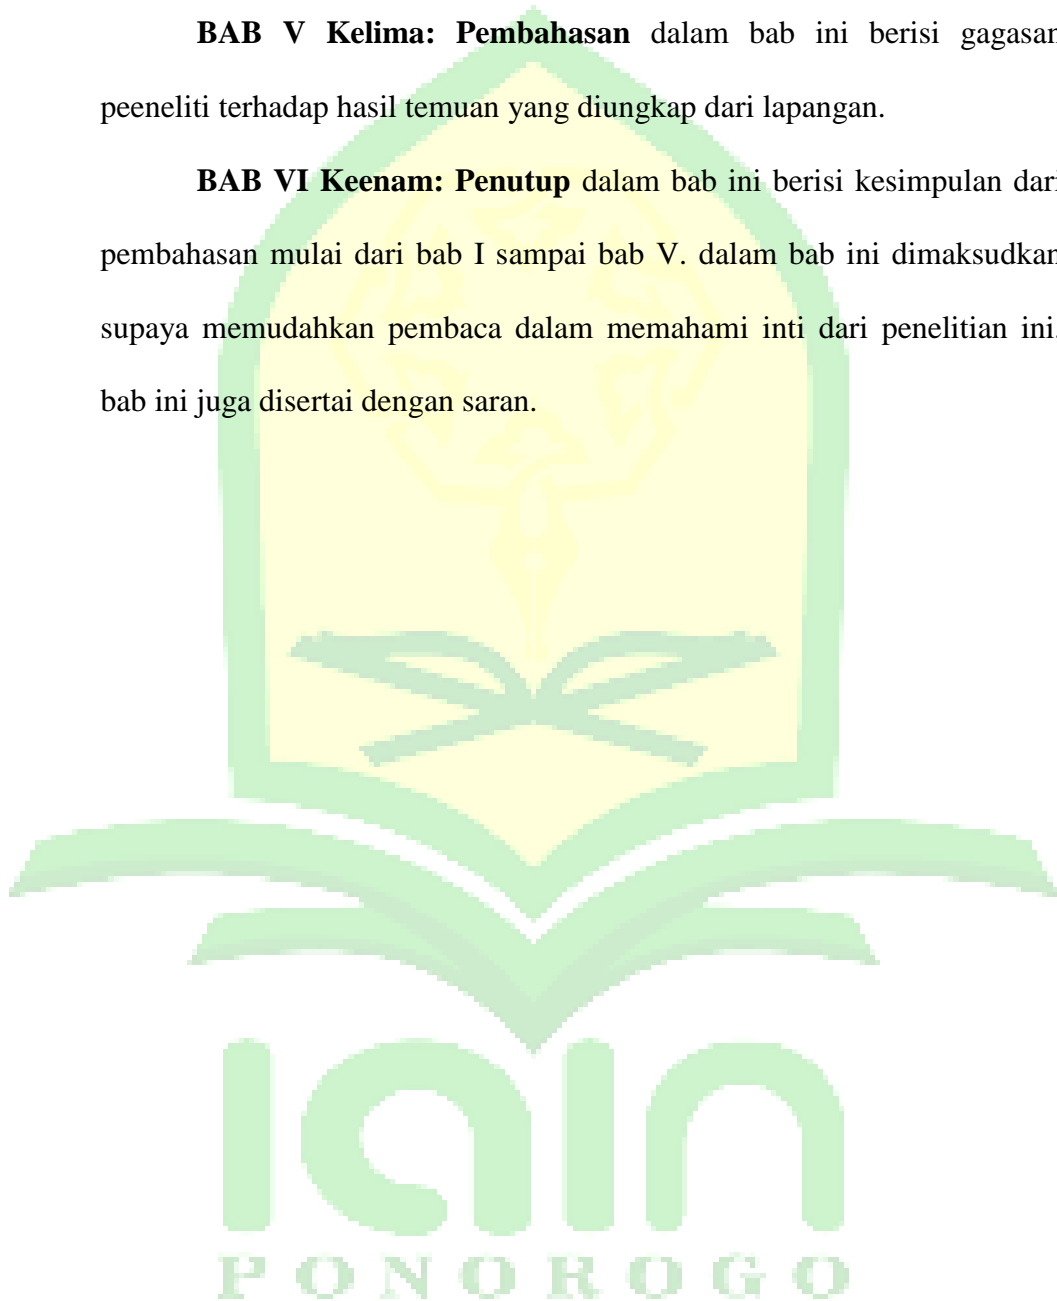 BAB V Kelima: Pembahasan dalam bab ini berisi gagasan
peeneliti terhadap hasil temuan yang diungkap dari lapangan.
BAB VI Keenam: Penutup dalam bab ini berisi kesimpulan dari
pembahasan mulai dari bab I sampai bab V. dalam bab ini dimaksudkan
supaya memudahkan pembaca dalam memahami inti dari penelitian ini.
bab ini juga disertai dengan saran.
iain
PONOROGO